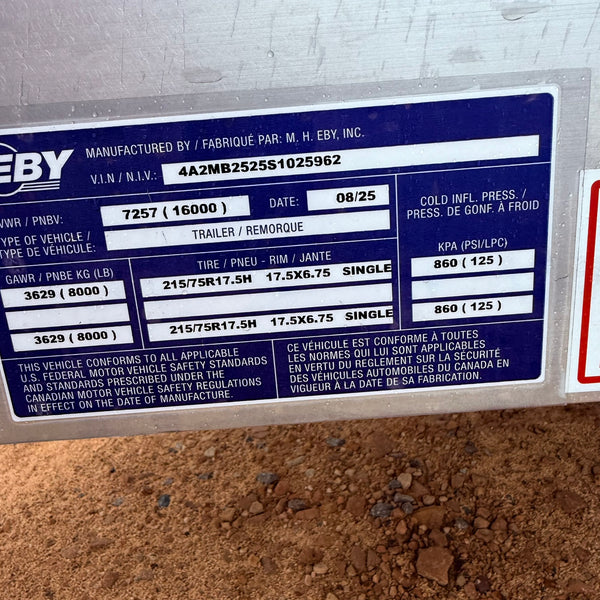 EBY
MANUFACTURED BY / FABRIQUÉ PAR: M. H. EBY, INC.
V.I.N / N.I.V.: 4A2MB2525S1025962
VWR / PNBV: 7257 ( 16000 ) DATE: 08/25
TYPE OF VEHICLE /
TYPE DE VÉHICULE: TRAILER / REMORQUE
COLD INFL. PRESS. /
PRESS. DE GONF. À FROID
GAWR / PNBE KG (LB) TIRE / PNEU - RIM / JANTE KPA (PSI/LPC)
3629 ( 8000 ) 215/75R17.5H 17.5X6.75 SINGLE 860 ( 125 )
3629 ( 8000 ) 215/75R17.5H 17.5X6.75 SINGLE 860 ( 125 )
THIS VEHICLE CONFORMS TO ALL APPLICABLE
U.S. FEDERAL MOTOR VEHICLE SAFETY STANDARDS
AND STANDARDS PRESCRIBED UNDER THE
CANADIAN MOTOR VEHICLE SAFETY REGULATIONS
IN EFFECT ON THE DATE OF MANUFACTURE.
CE VÉHICULE EST CONFORME À TOUTES
LES NORMES QUI LUI SONT APPLICABLES
EN VERTU DU REGLEMENT SUR LA SÉCURITÉ
DES VÉHICULES AUTOMOBILES DU CANADA EN
VIGUEUR À LA DATE DE SA FABRICATION.